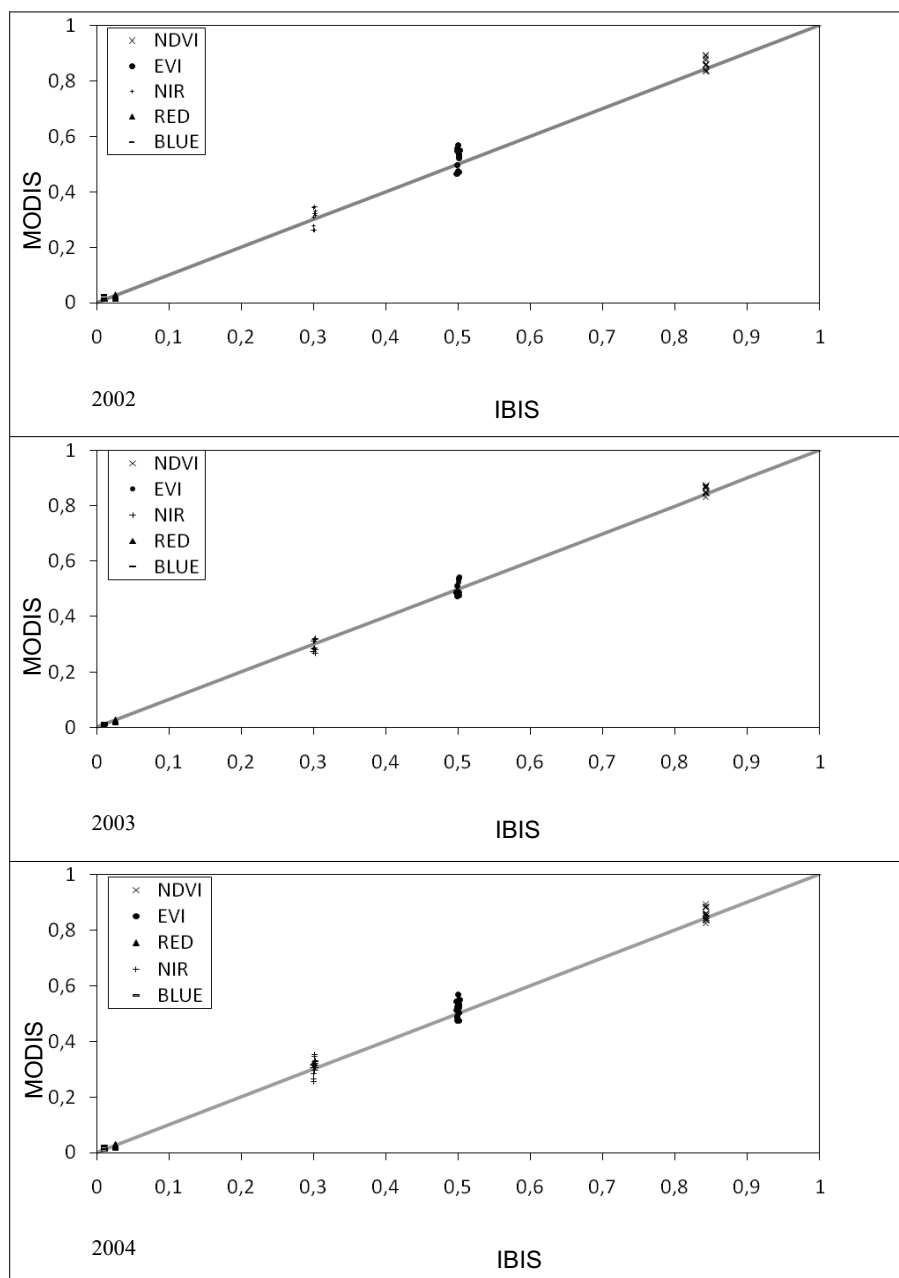 1
0,8
0,6
0,4
0,2
0
NDVI
EVI
NIR
RED
BLUE
MODIS
0 0,1 0,2 0,3 0,4 0,5 0,6 0,7 0,8 0,9 1
2002
IBIS
1
0,8
0,6
0,4
0,2
0
NDVI
EVI
NIR
RED
BLUE
MODIS
0 0,1 0,2 0,3 0,4 0,5 0,6 0,7 0,8 0,9 1
2003
IBIS
1
0,8
0,6
0,4
0,2
0
NDVI
EVI
RED
NIR
BLUE
MODIS
0 0,1 0,2 0,3 0,4 0,5 0,6 0,7 0,8 0,9 1
2004
IBIS